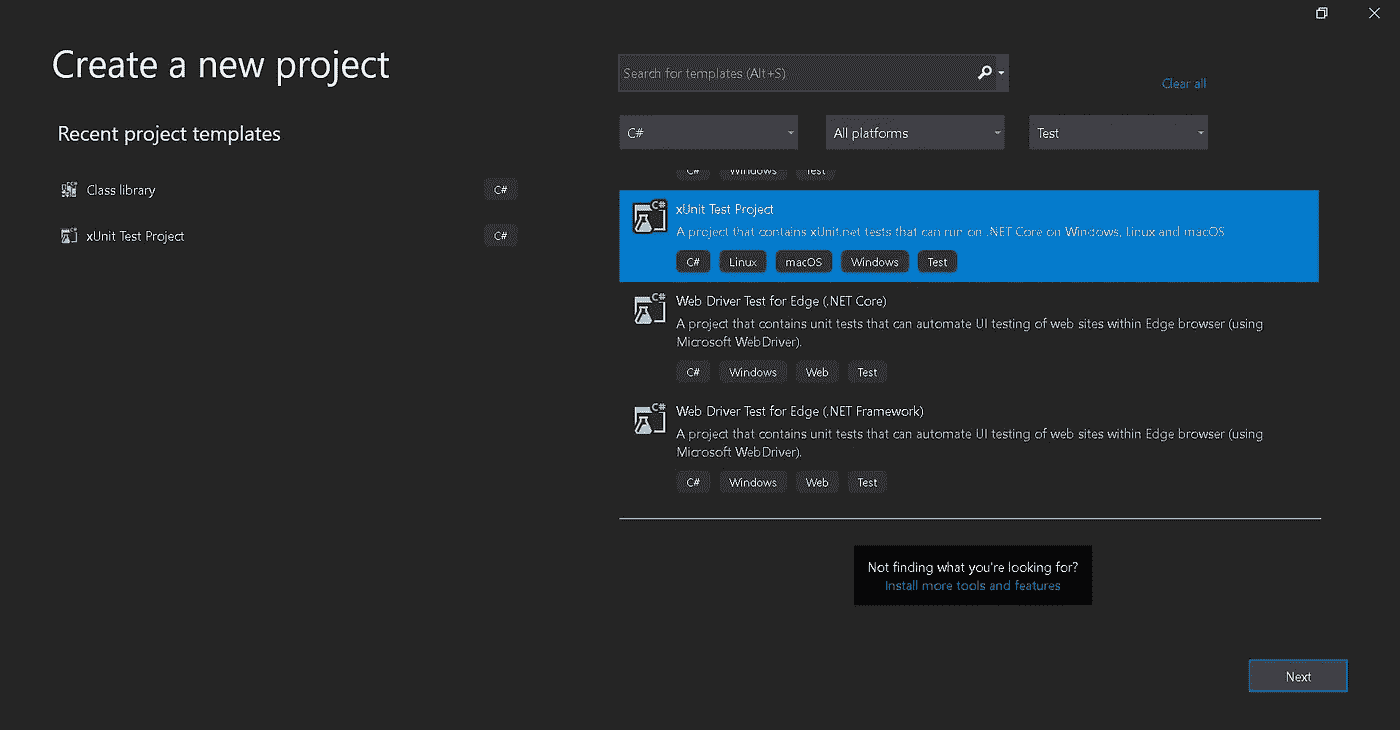 Create a new project
Recent project templates
Class library
C#
xUnit Test Project
C#
Search for templates (Alt+S)
Clear all
C#
All platforms
Test
C#
Windows
Test
C#
xUnit Test Project
A project that contains xUnit.net tests that can run on .NET Core on Windows, Linux and macOS.
C#
Linux
macOS
Windows
Test
C#
Web Driver Test for Edge (.NET Core)
A project that contains unit tests that can automate UI testing of web sites within Edge browser (using
Microsoft WebDriver).
C#
Windows
Web
Test
C#
Web Driver Test for Edge (.NET Framework)
A project that contains unit tests that can automate UI testing of web sites within Edge browser (using
Microsoft WebDriver).
C#
Windows
Web
Test
Not finding what you're looking for?
Install more tools and features
Next